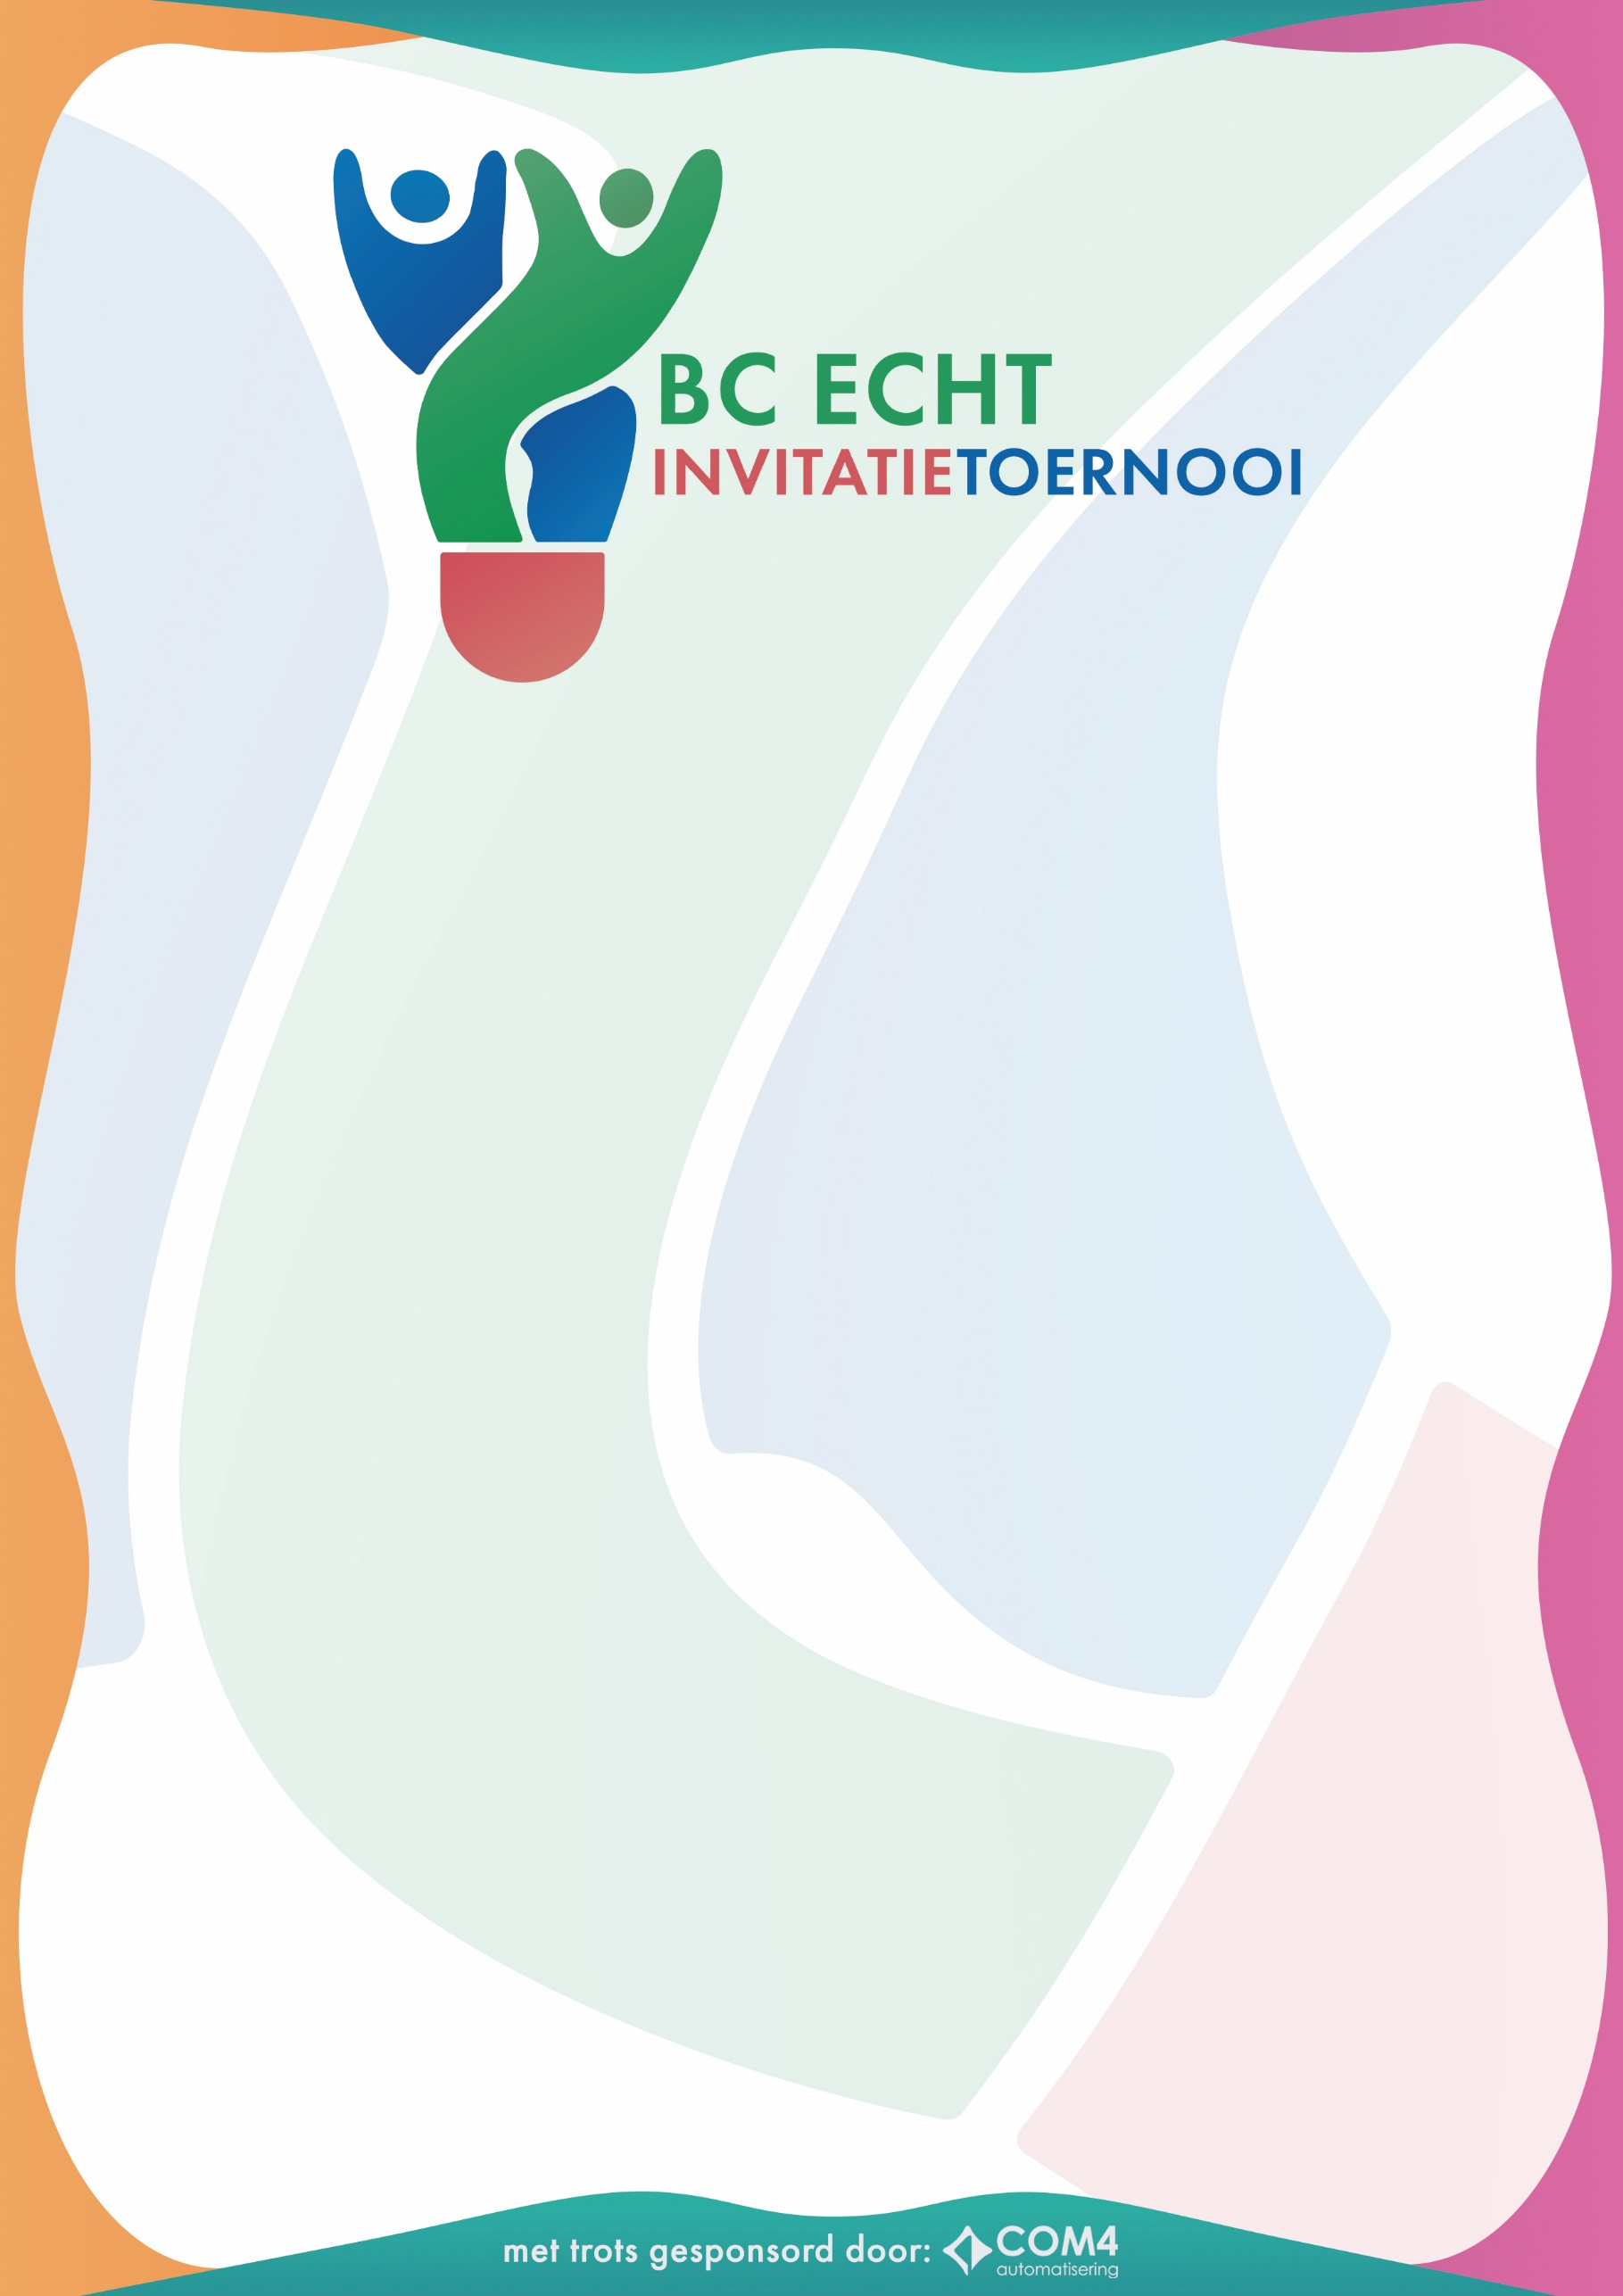 BC ECHT
INVITATIETOERNOOI
met trots gesponsord door:
COM4
automatisering